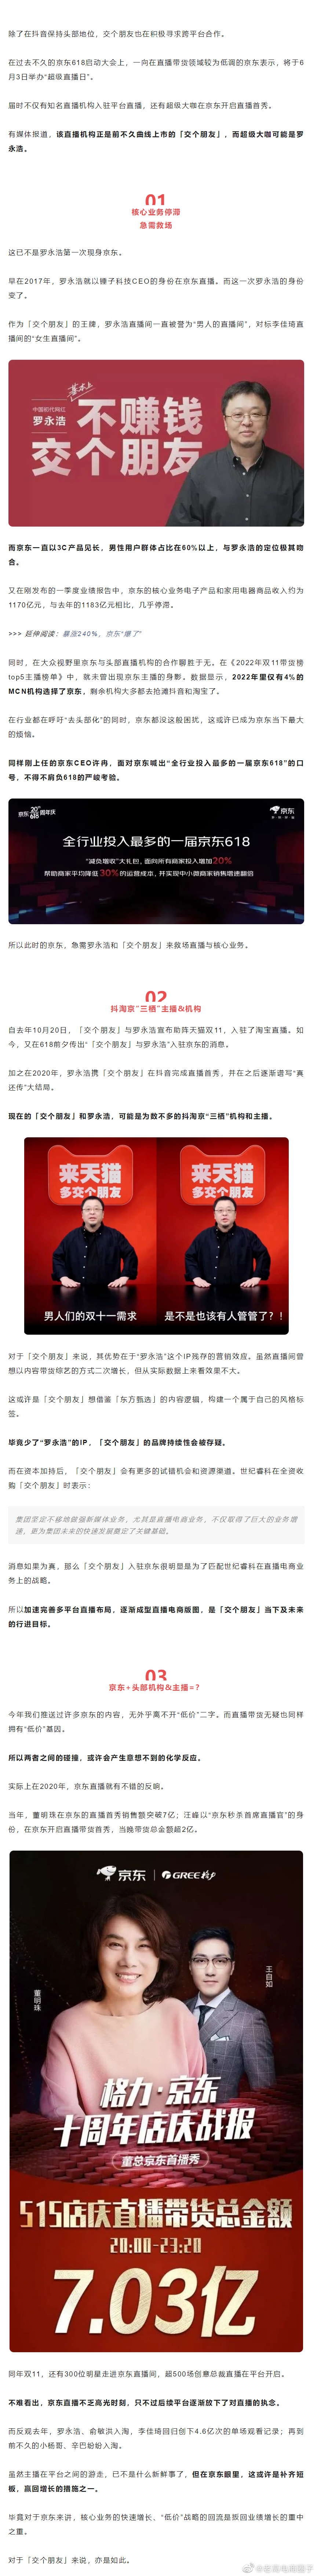 除了在抖音保持头部地位，交个朋友也在积极寻求跨平台合作。
在过去不久的京东618启动大会上，一向在直播带货领域较为低调的京东表示，将于6
月3日举办“超级直播日”。
届时不仅有知名直播机构入驻平台直播，还有超级大咖在京东开启直播首秀。
有媒体报道，该直播机构正是前不久曲线上市的「交个朋友」，而超级大咖可能是罗
永浩。
01
核心业务停滞
急需救场
这已不是罗永浩第一次现身京东。
早在2017年，罗永浩就以锤子科技CEO的身份在京东直播。而这一次罗永浩的身份
变了。
作为「交个朋友」的王牌，罗永浩直播间一直被誉为“男人的直播间”，对标李佳琦直
播间的“女生直播间”。
基本上
中国初代网红
罗永浩
不赚钱
交个朋友
而京东一直以3C产品见长，男性用户群体占比在60%以上，与罗永浩的定位极其吻
合。
又在刚发布的一季度业绩报告中，京东的核心业务电子产品和家用电器商品收入约为
1170亿元，与去年的1183亿元相比，几乎停滞。
>>> 延伸阅读：暴涨240%，京东“爆了”
同时，在大众视野里京东与头部直播机构的合作聊胜于无。在《2022年双11带货榜
top5主播榜单》中，就未曾出现京东主播的身影。数据显示，2022年里仅有4%的
MCN机构选择了京东，剩余机构大多都去抢滩抖音和淘宝了。
在行业都在呼吁“去头部化”的同时，京东都没这般困扰，这或许已成为京东当下最大
的烦恼。
同样刚上任的京东CEO许冉，面对京东喊出“全行业投入最多的一届京东618”的口
号，不得不肩负618的严峻考验。
京东20th618周年庆
京东
全行业投入最多的一届京东618
“减负增收”大礼包，面向所有商家投入增加20%
帮助商家平均降低30%的运营成本，并实现中小微商家销售增速翻倍
所以此时的京东，急需罗永浩和「交个朋友」来救场直播与核心业务。
02
抖淘京“三栖”主播&机构
自去年10月20日，「交个朋友」与罗永浩宣布助阵天猫双11，入驻了淘宝直播。如
今，又在618前夕传出“「交个朋友」与罗永浩”入驻京东的消息。
加之在2020年，罗永浩携「交个朋友」在抖音完成直播首秀，并在之后逐渐谱写“真
还传”大结局。
现在的「交个朋友」和罗永浩，可能是为数不多的抖淘京“三栖”机构和主播。
来天猫
多交个朋友
来天猫
多交个朋友
男人们的双十一需求
是不是也该有人管管了？！
对于「交个朋友」来说，其优势在于“罗永浩”这个IP残存的营销效应。虽然直播间曾
想以内容带货综艺的方式二次增长，但从实际数据上来看效果不大。
这或许是「交个朋友」想借鉴「东方甄选」的内容逻辑，构建一个属于自己的风格标
签。
毕竟少了“罗永浩”的IP，「交个朋友」的品牌持续性会被存疑。
而在资本加持后，「交个朋友」会有更多的试错机会和资源渠道。世纪睿科在全资收
购「交个朋友」时表示：
集团坚定不移地做强新媒体业务，尤其是直播电商业务，不仅取得了巨大的业务增
速，更为集团未来的快速发展奠定了关键基础。
消息如果为真，那么「交个朋友」入驻京东很明显是为了匹配世纪睿科在直播电商业
务上的战略。
所以加速完善多平台直播布局，逐渐成型直播电商版图，是「交个朋友」当下及未来
的行进目标。
03
京东+头部机构&主播=？
今年我们推送过许多京东的内容，无外乎离不开“低价”二字。而直播带货无疑也同样
拥有“低价”基因。
所以两者之间的碰撞，或许会产生意想不到的化学反应。
实际上在2020年，京东直播就有不错的反响。
当年，董明珠在京东的直播首秀销售额突破7亿；汪峰以“京东秒杀首席直播官”的身
份，在京东开启直播带货首秀，当晚带货总金额超2亿。
京东 GREE格力
董明珠
王自如
格力·京东
十周年店庆战报
董总京东首播秀
515店庆直播带货总金额
20:00-23:20
7.03亿
同年双11，还有300位明星走进京东直播间，超500场创意总裁直播在平台开启。
不难看出，京东直播不乏高光时刻，只不过后续平台逐渐放下了对直播的执念。
而反观去年，罗永浩、俞敏洪入淘，李佳琦回归创下4.6亿次的单场观看记录；再到
前不久的小杨哥、辛巴纷纷入淘。
虽然主播在平台之间的游走，已不是什么新鲜事了，但在京东眼里，这或许是补齐短
板，赢回增长的措施之一。
毕竟对于京东来讲，核心业务的快速增长、“低价”战略的回流是扳回业绩增长的重中
之重。
对于「交个朋友」来说，亦是如此。